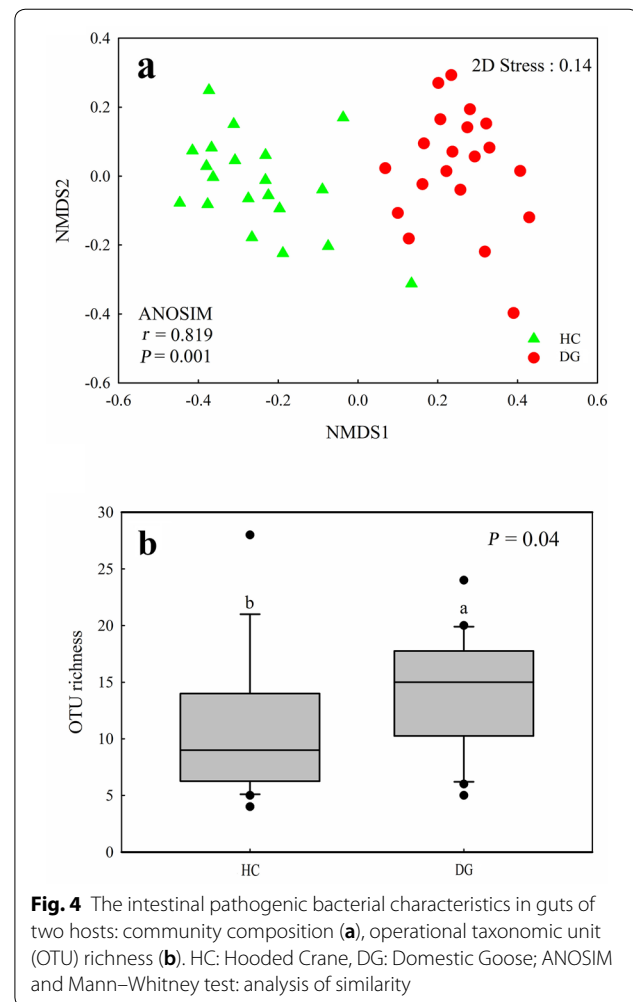 a
2D Stress : 0.14
0.4
0.2
0.0
-0.2
-0.4
-0.6
NMDS2
ANOSIM
r = 0.819
P = 0.001
HC
DG
-0.6 -0.4 -0.2 0.0 0.2 0.4 0.6
NMDS1
b
P = 0.04
30
25
20
15
10
5
0
OTU richness
b
a
HC DG
Fig. 4 The intestinal pathogenic bacterial characteristics in guts of
two hosts: community composition (a), operational taxonomic unit
(OTU) richness (b). HC: Hooded Crane, DG: Domestic Goose; ANOSIM
and Mann–Whitney test: analysis of similarity